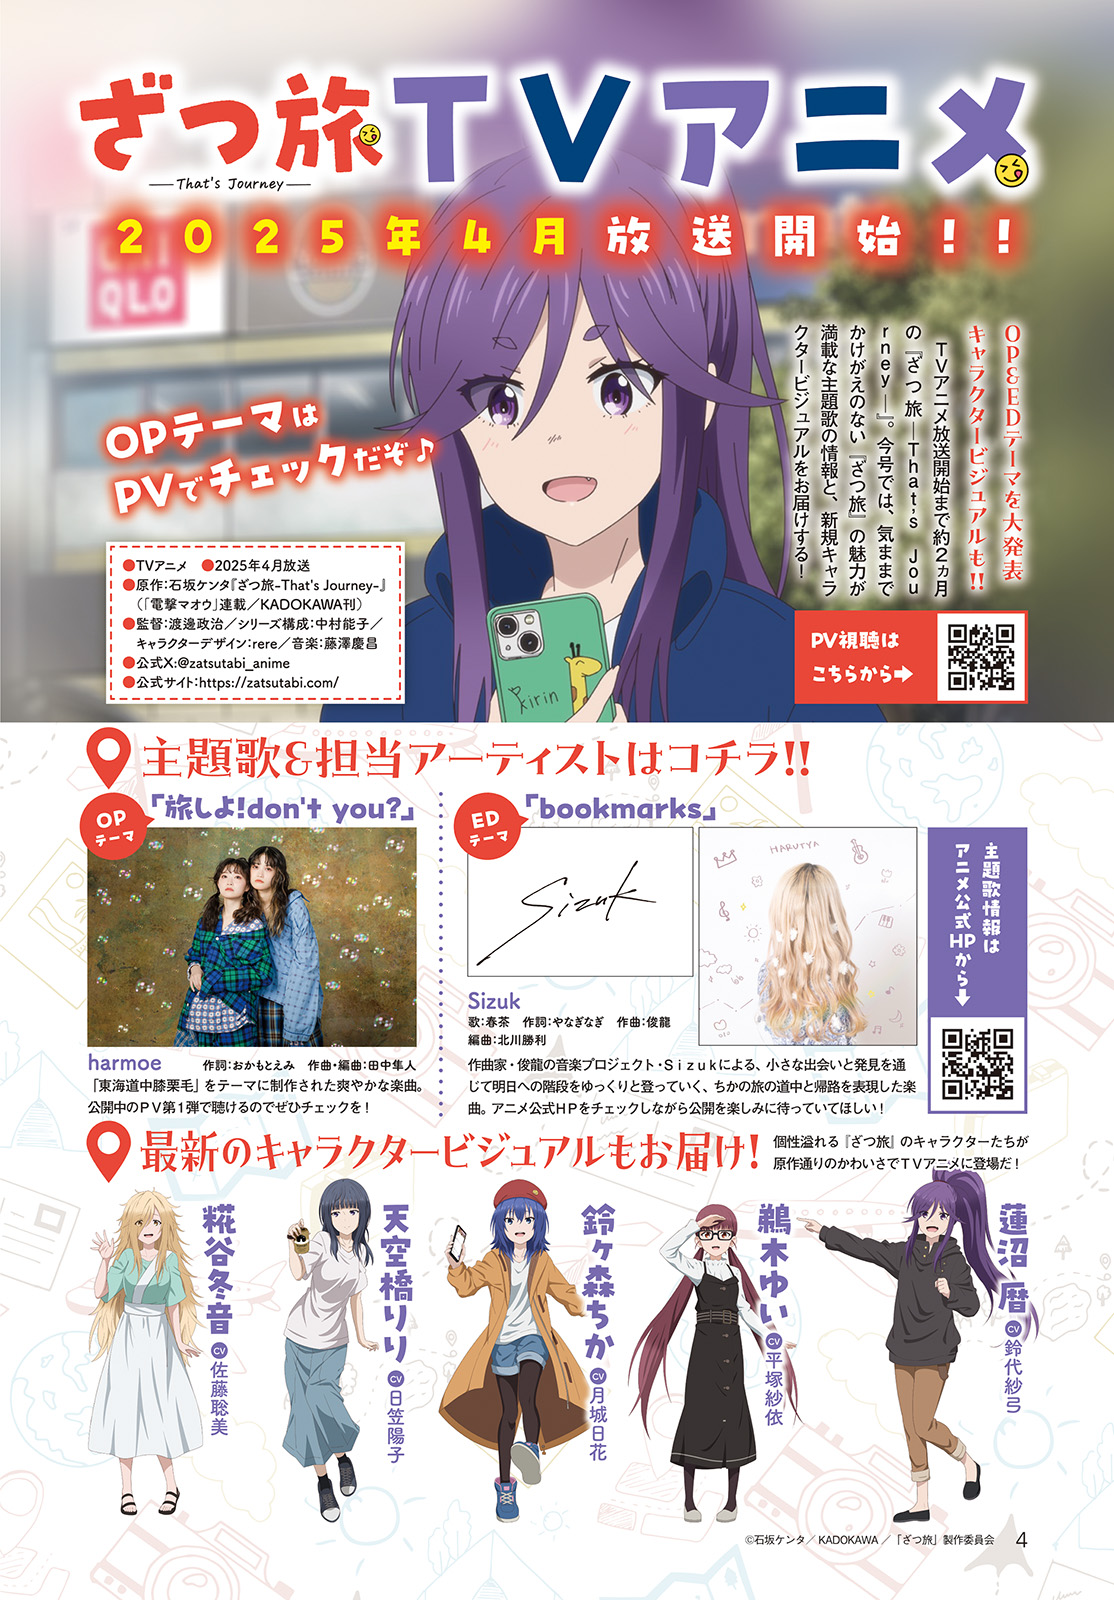 ざつ旅TVアニメ
—That's Journey—
2025年4月放送開始!!
UNI
QLO
OP&EDテーマを大発表
キャラクタービジュアルも!!
TVアニメ放送開始まで約2ヵ月
の『ざつ旅―That's Jou
rney―』。今号では、気ままで
かけがえのない『ざつ旅』の魅力が
満載な主題歌の情報と、新規キャラ
クタービジュアルをお届けする!
OPテーマは
PVでチェックだぞ♪
●TVアニメ ●2025年4月放送
●原作:石坂ケンタ『ざつ旅-That's Journey-』
(「電撃マオウ」連載/KADOKAWA刊)
●監督:渡邊政治/シリーズ構成:中村能子/
キャラクターデザイン:rere/音楽:藤澤慶昌
●公式X:@zatsutabi_anime
●公式サイト:https://zatsutabi.com/
kirin
PV視聴は
こちらから➡
主題歌&担当アーティストはコチラ!!
OP
テーマ
「旅しよ!don't you?」
harmoe
作詞:おかもとえみ 作曲・編曲:田中隼人
「東海道中膝栗毛」をテーマに制作された爽やかな楽曲。
公開中のPV第1弾で聴けるのでぜひチェックを!
ED
テーマ
「bookmarks」
Sizuk
HARUTYA
Sizuk
歌:春茶 作詞:やなぎなぎ 作曲:俊龍
編曲:北川勝利
作曲家・俊龍の音楽プロジェクト・Sizukによる、小さな出会いと発見を通
じて明日への階段をゆっくりと登っていく、ちかの旅の道中と帰路を表現した楽
曲。アニメ公式HPをチェックしながら公開を楽しみに待っていてほしい!
主題歌情報は
アニメ公式HPから➡
最新のキャラクタービジュアルもお届け!
個性溢れる『ざつ旅』のキャラクターたちが
原作通りのかわいさでTVアニメに登場だ!
蓮沼 暦
CV鈴代紗弓
鵜木ゆい
CV平塚紗依
鈴ヶ森ちか
CV月城日花
天空橋りり
CV日笠陽子
糀谷冬音
CV佐藤聡美
©石坂ケンタ/KADOKAWA/「ざつ旅」製作委員会
4